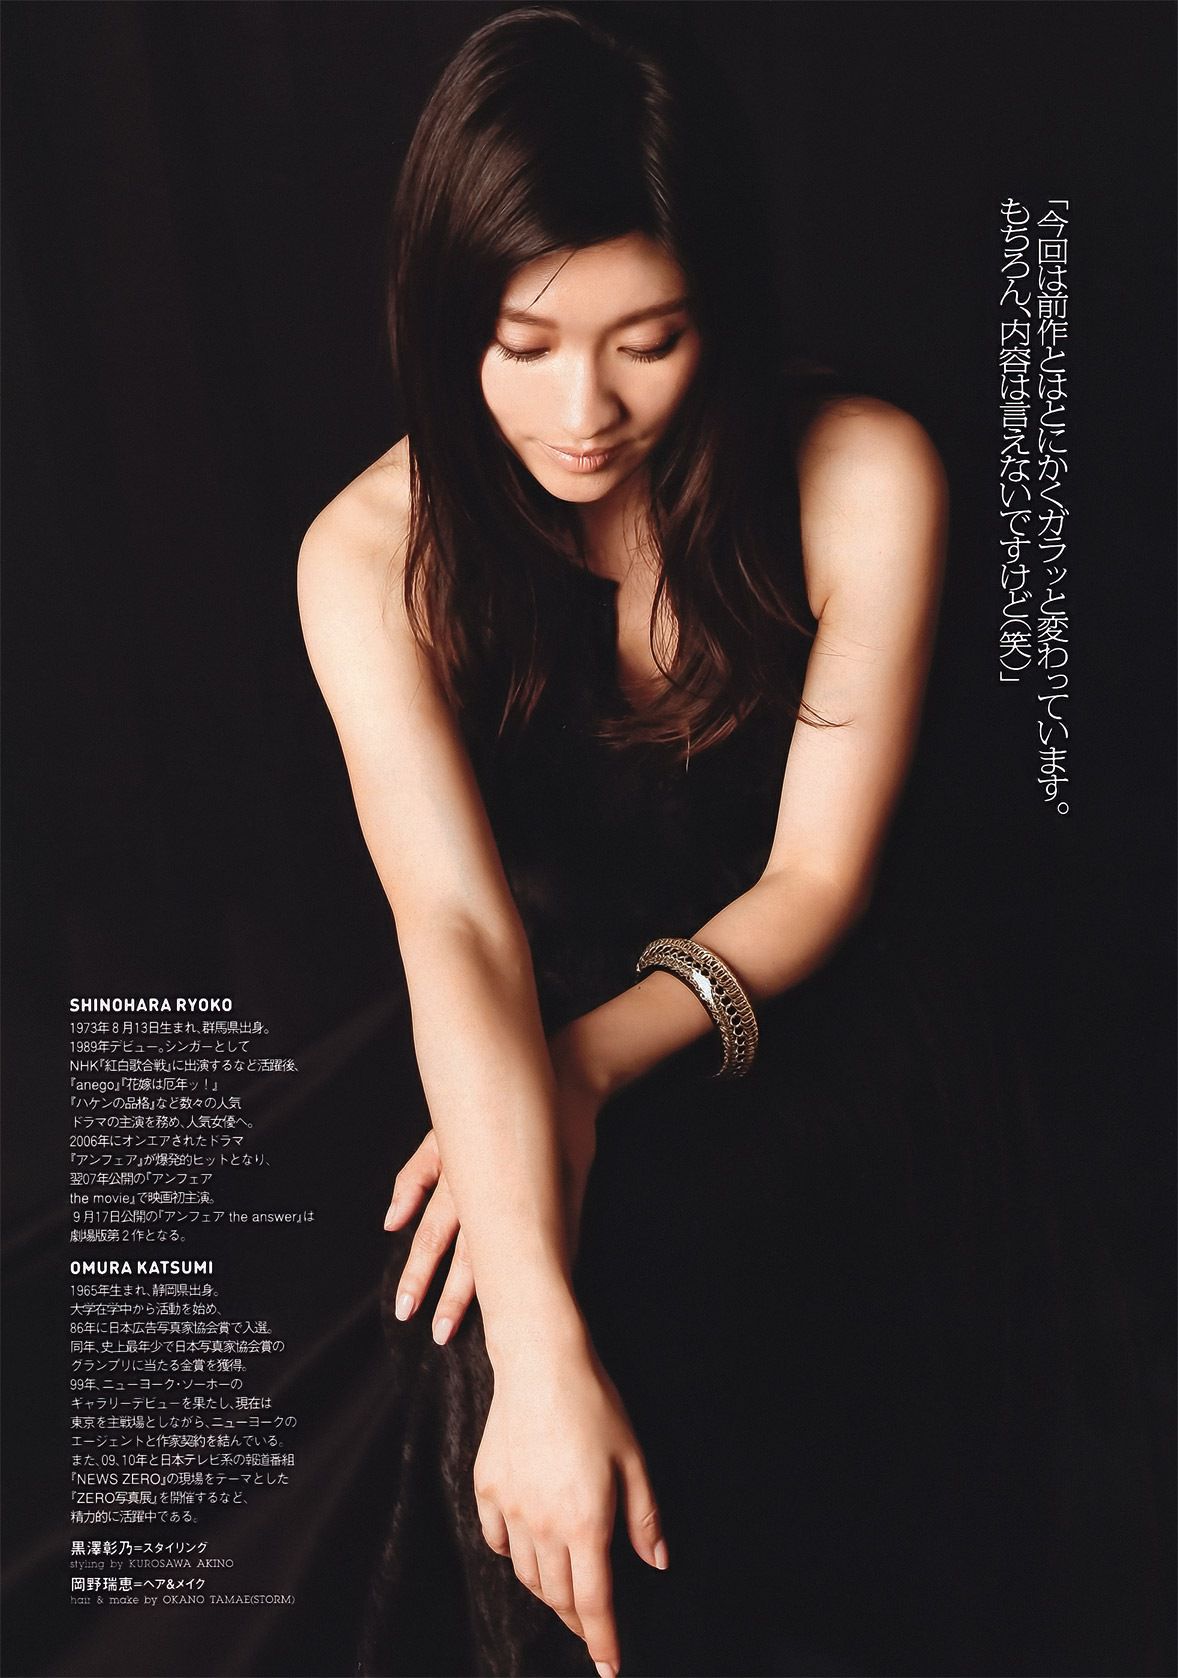 「今回は前作とはとにかくガラッと変わっています。
もちろん、内容は言えないですけど(笑)」
SHINOHARA RYOKO
1973年8月13日生まれ、群馬県出身。
1989年デビュー。シンガーとして
NHK『紅白歌合戦』に出演するなど活躍後、
『anego』『花嫁は厄年ッ！』
『ハケンの品格』など数々の人気
ドラマの主演を務め、人気女優へ。
2006年にオンエアされたドラマ
『アンフェア』が爆発的ヒットとなり、
翌07年公開の『アンフェア
the movie』で映画初主演。
9月17日公開の『アンフェア the answer』は
劇場版第2作となる。
OMURA KATSUMI
1965年生まれ、静岡県出身。
大学在学中から活動を始め、
86年に日本広告写真家協会賞で入選。
同年、史上最年少で日本写真家協会賞の
グランプリに当たる金賞を獲得。
99年、ニューヨーク・ソーホーの
ギャラリーデビューを果たし、現在は
東京を主戦場としながら、ニューヨークの
エージェントと作家契約を結んでいる。
また、09、10年と日本テレビ系の報道番組
『NEWS ZERO』の現場をテーマとした
『ZERO写真展』を開催するなど、
精力的に活躍中である。
黒澤彰乃=スタイリング
styling by KUROSAWA AKINO
岡野瑞恵=ヘア&メイク
hair & make by OKANO TAMAE(STORM)